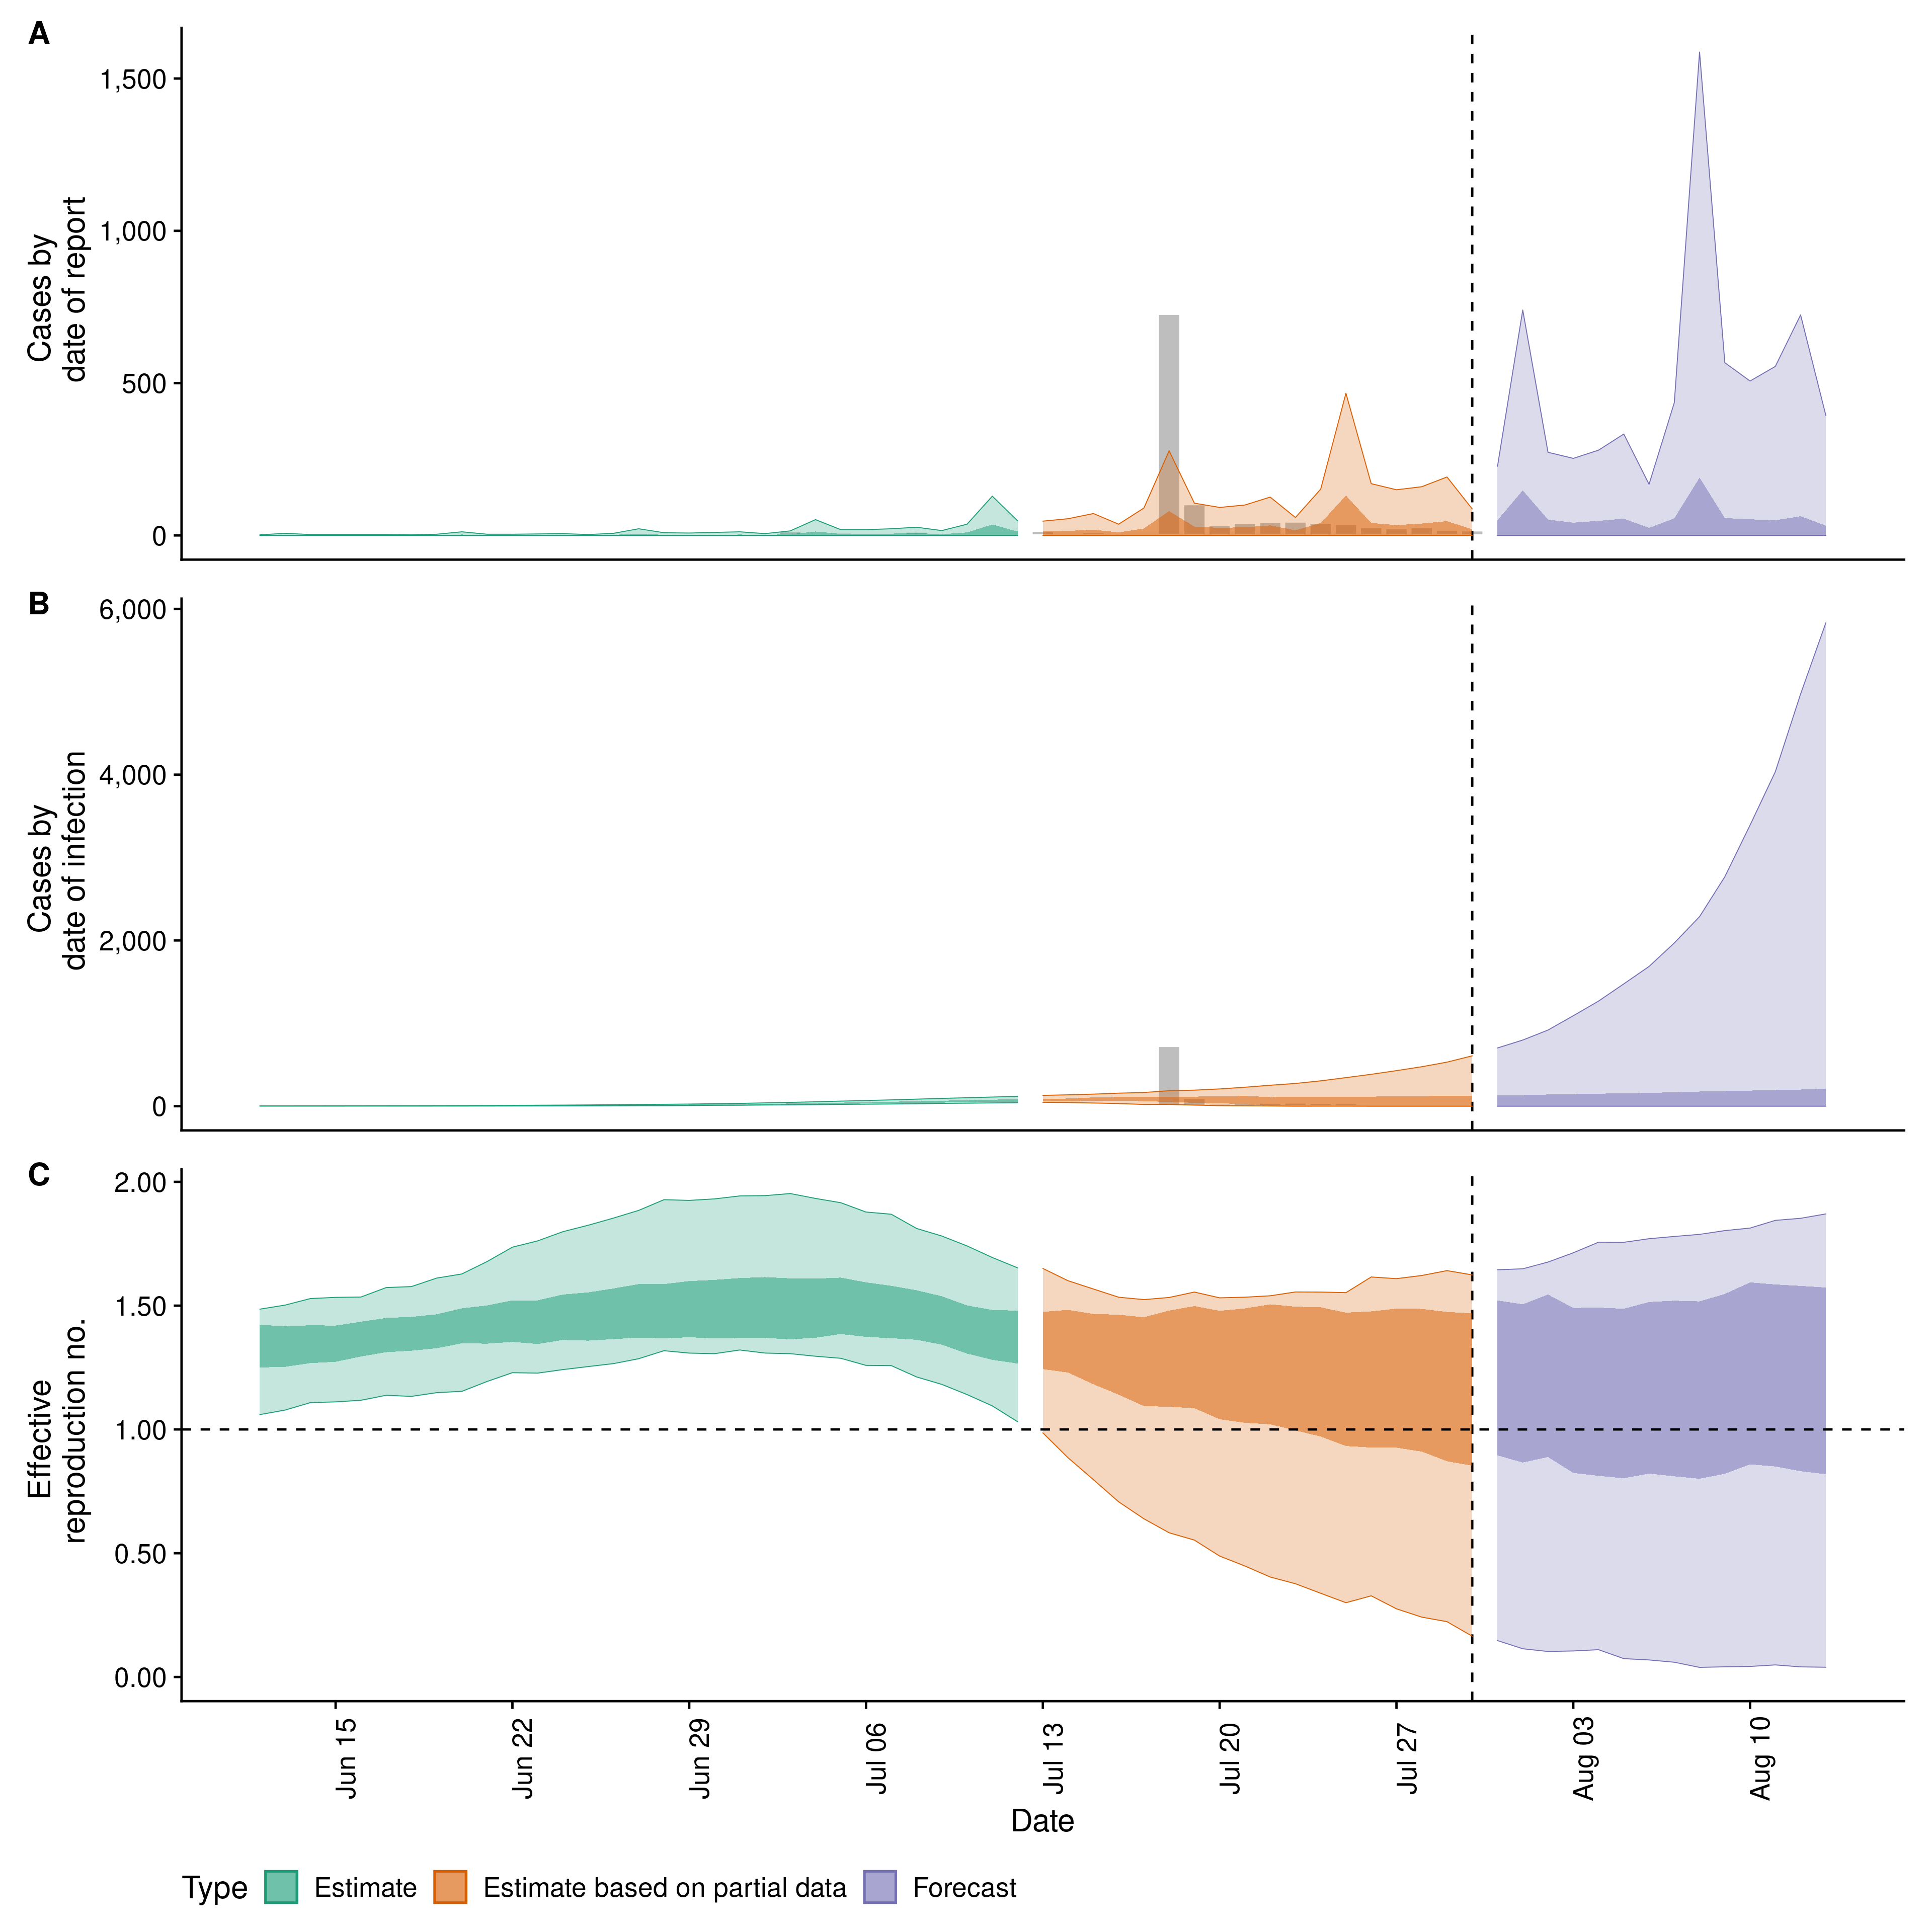 A
1,500
1,000
500
0
Cases by
date of report
B
6,000
4,000
2,000
0
Cases by
date of infection
C
2.00
1.50
1.00
0.50
0.00
Effective
reproduction no.
Jun 15
Jun 22
Jun 29
Jul 06
Jul 13
Jul 20
Jul 27
Aug 03
Aug 10
Date
Type Estimate Estimate based on partial data Forecast